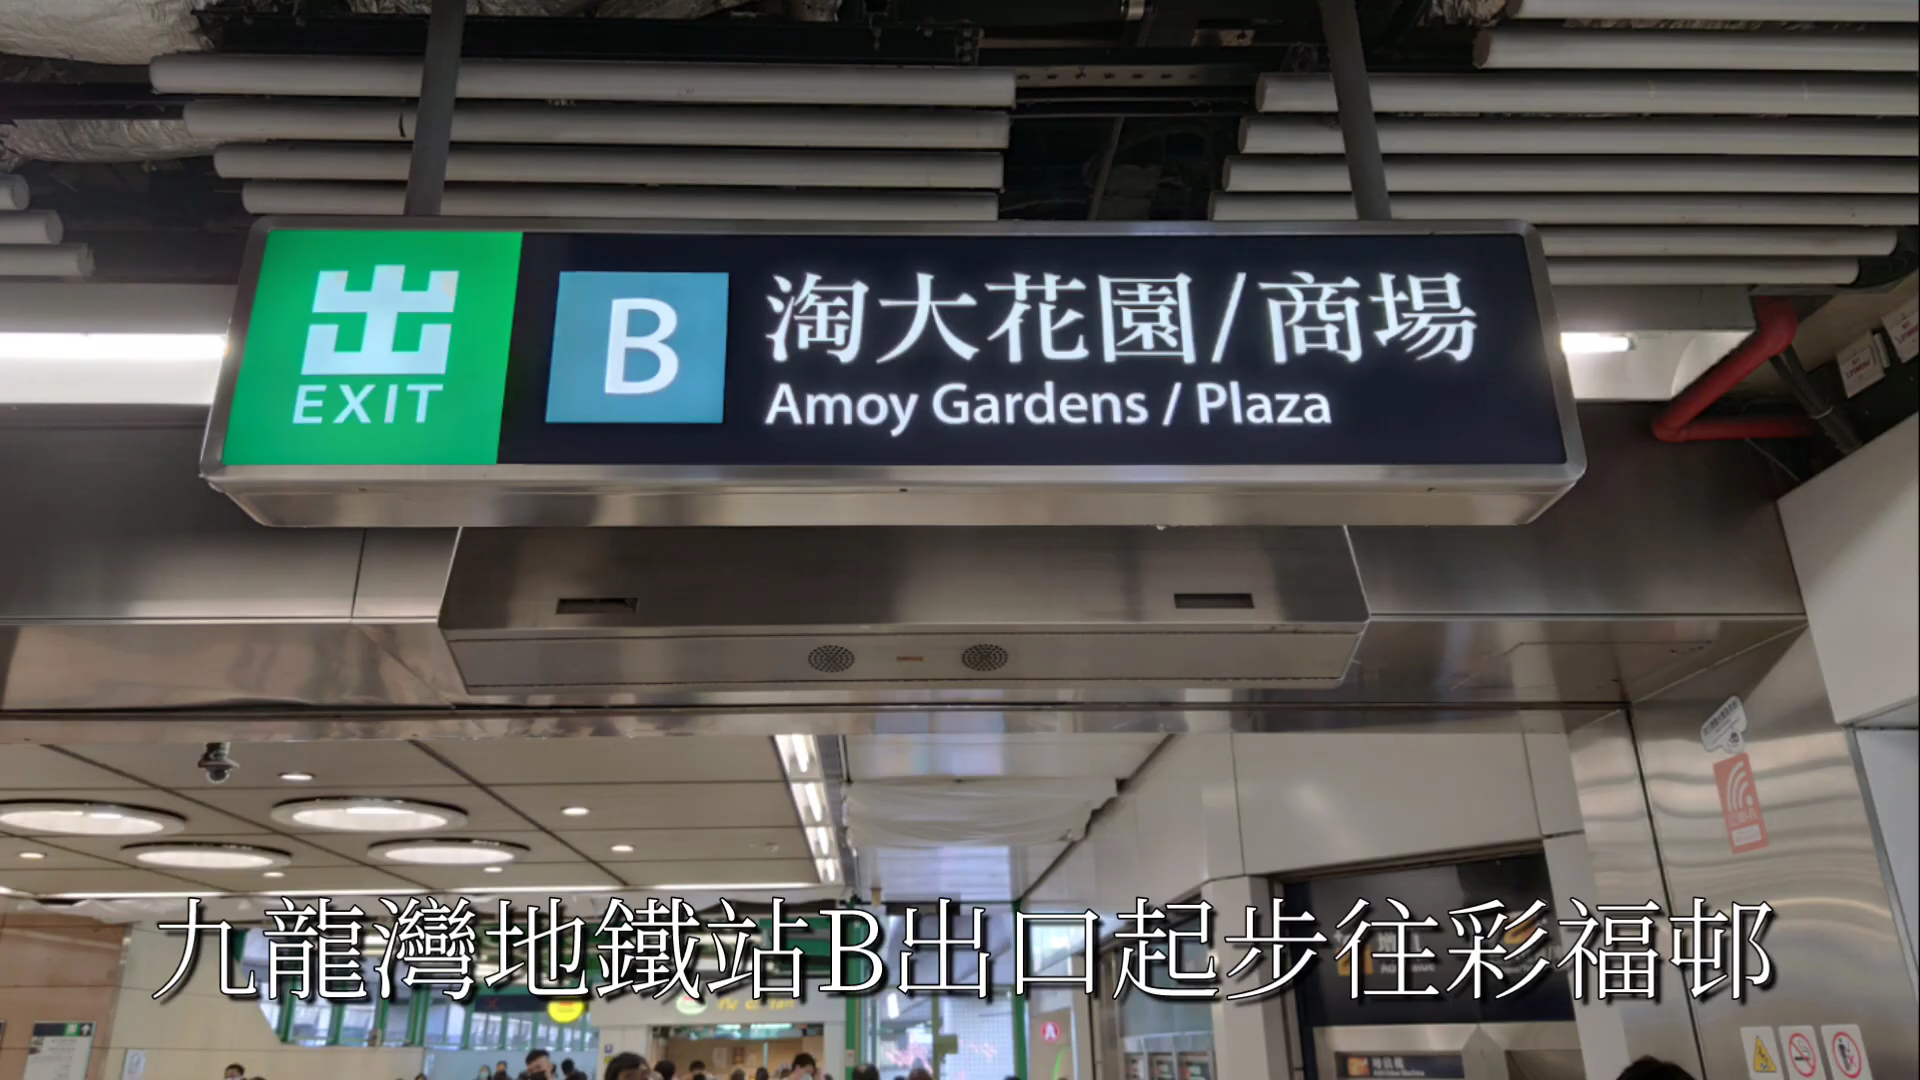 出
EXIT
B
淘大花園/商場
Amoy Gardens / Plaza
九龍灣地鐵站B出口起步往彩福邨